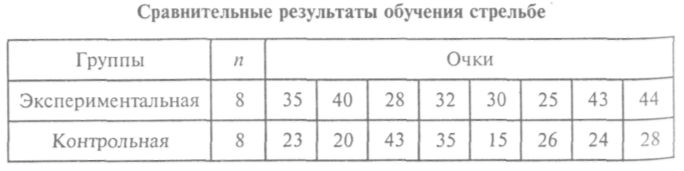 Сравнительные результаты обучения стрельбе
Группы n Очки
Экспериментальная 8 35 40 28 32 30 25 43 44
Контрольная 8 23 20 43 35 15 26 24 28